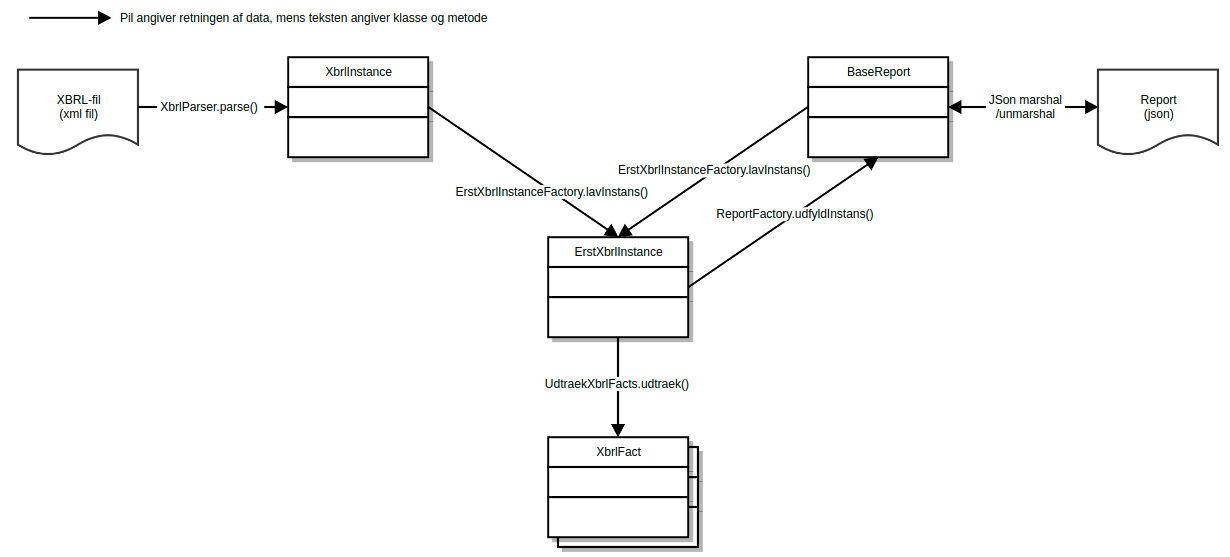 Pil angiver retningen af data, mens teksten angiver klasse og metode
XBRL-fil
(xml fil)
XbrlParser.parse()
XbrlInstance
BaseReport
JSon marshal
/unmarshal
Report
(json)
ErstXbrlInstanceFactory.lavInstans()
ErstXbrlInstanceFactory.lavInstans()
ReportFactory.udfyldInstans()
ErstXbrlInstance
UdtraekXbrlFacts.udtraek()
XbrlFact